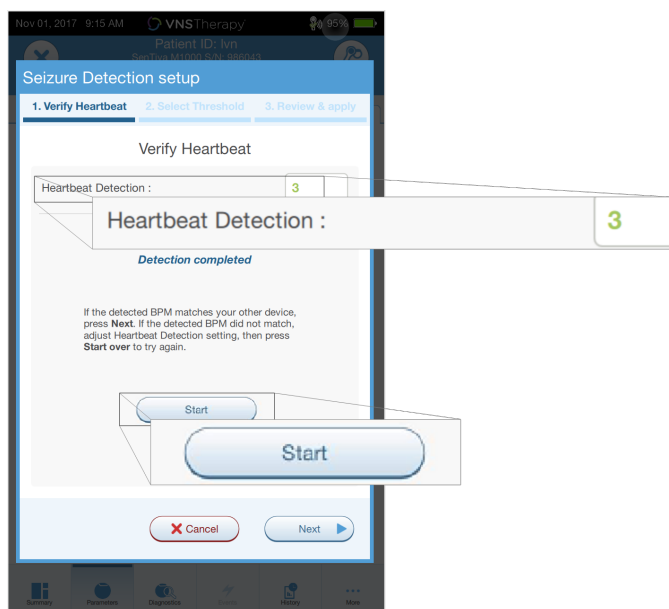 Nov 01, 2017 9:15 AM VNSTherapy 95%
Patient ID: lvn
SenTiva M1000 S/N: 986043
Seizure Detection setup
1. Verify Heartbeat 2. Select Threshold 3. Review & apply
Verify Heartbeat
Heartbeat Detection : 3
Heartbeat Detection : 3
Detection completed
If the detected BPM matches your other device,
press Next. If the detected BPM did not match,
adjust Heartbeat Detection setting, then press
Start over to try again.
Start
Start
Cancel Next
Summary Parameters Diagnostics Events History More